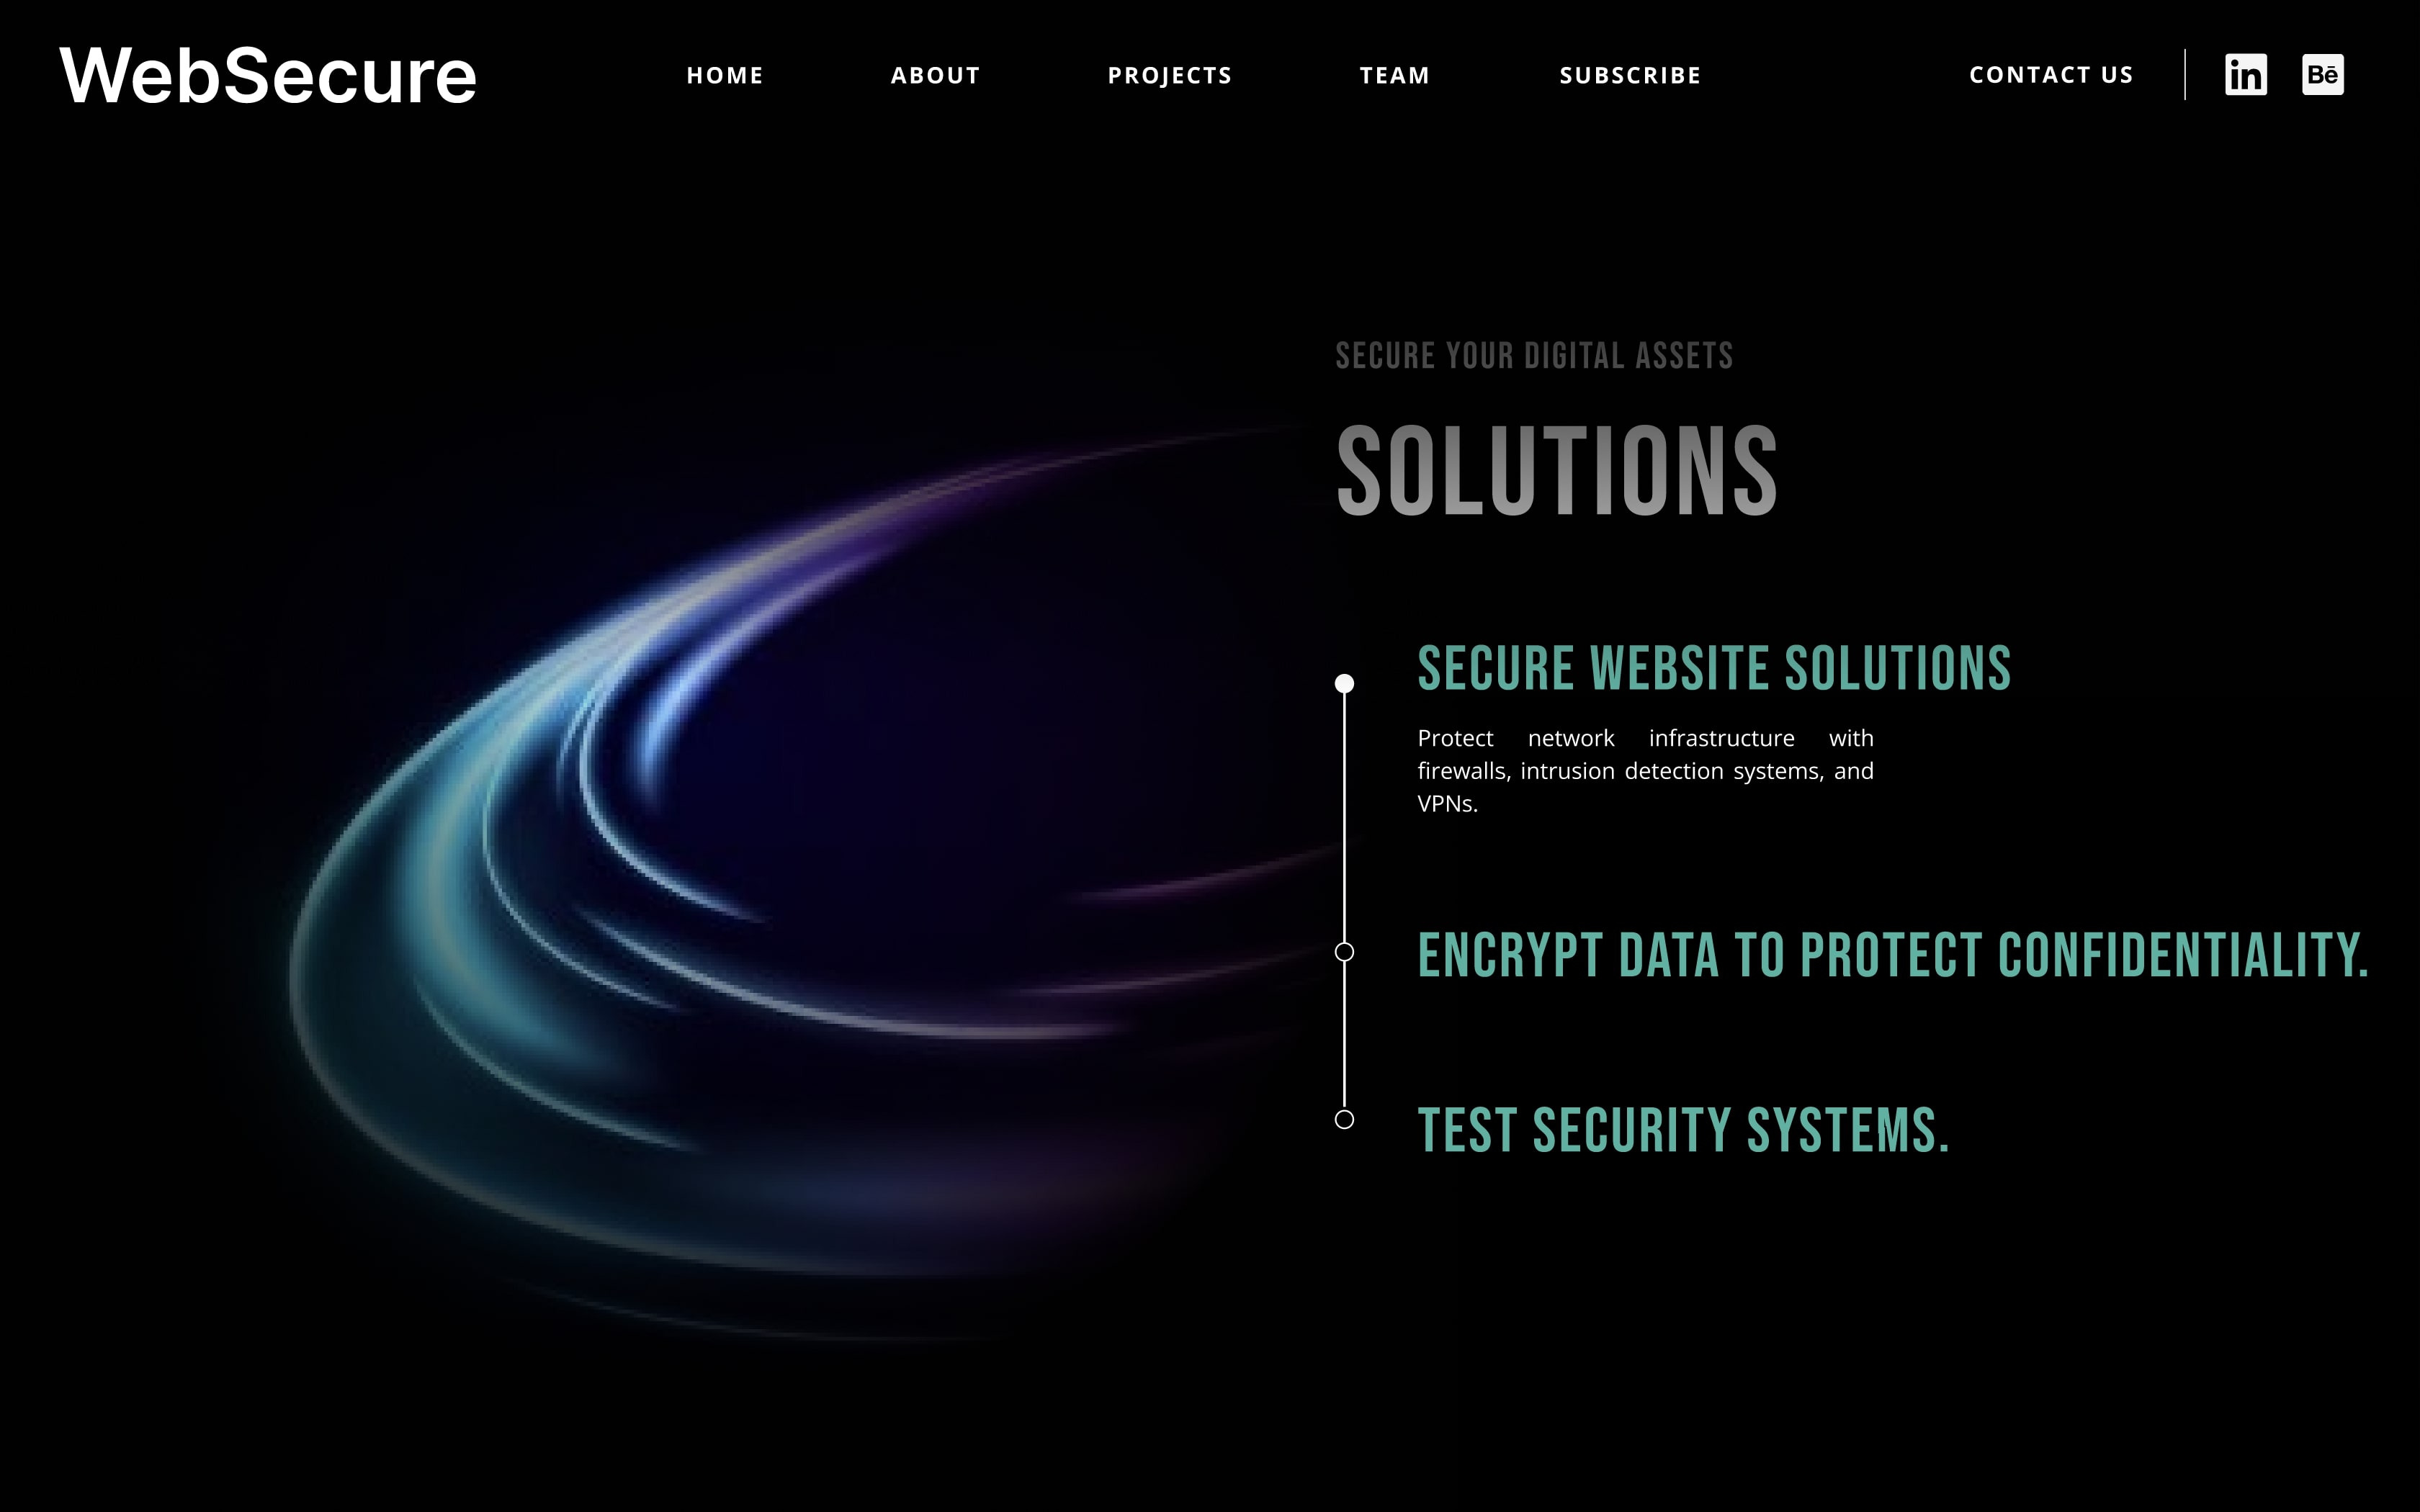 WebSecure
HOME ABOUT PROJECTS TEAM SUBSCRIBE CONTACT US in Bē
SECURE YOUR DIGITAL ASSETS
SOLUTIONS
SECURE WEBSITE SOLUTIONS
Protect network infrastructure with
firewalls, intrusion detection systems, and
VPNs.
ENCRYPT DATA TO PROTECT CONFIDENTIALITY.
TEST SECURITY SYSTEMS.